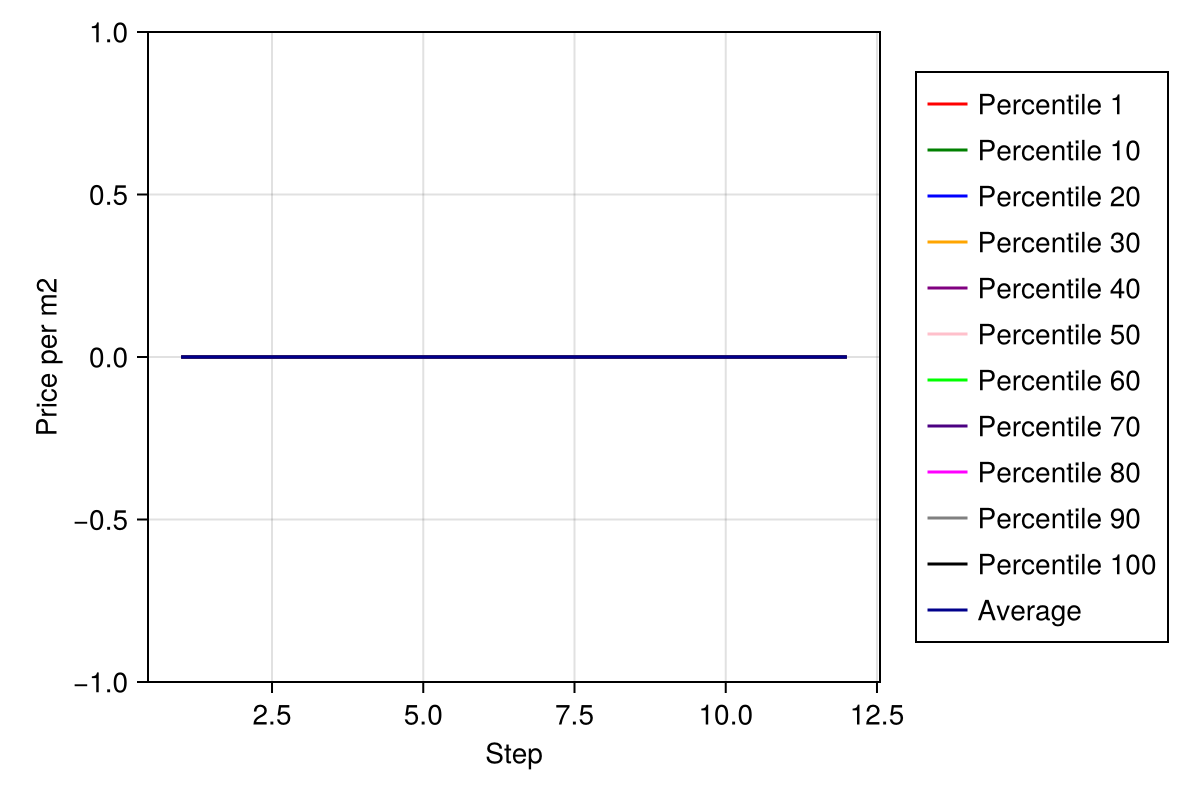 1.0
0.5
0.0
−0.5
−1.0
Price per m2
2.5 5.0 7.5 10.0 12.5
Step
Percentile 1
Percentile 10
Percentile 20
Percentile 30
Percentile 40
Percentile 50
Percentile 60
Percentile 70
Percentile 80
Percentile 90
Percentile 100
Average